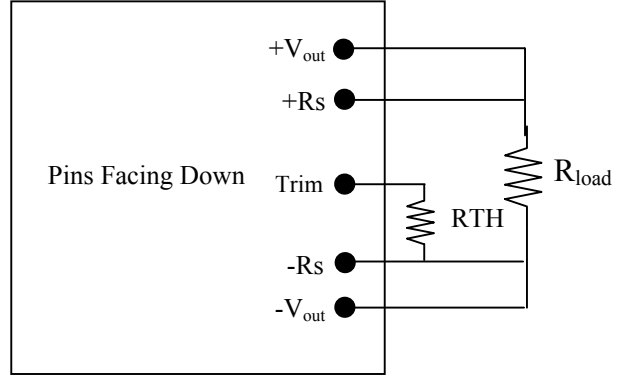 +Vout
+Rs
Pins Facing Down
Trim
Rload
RTH
-Rs
-Vout